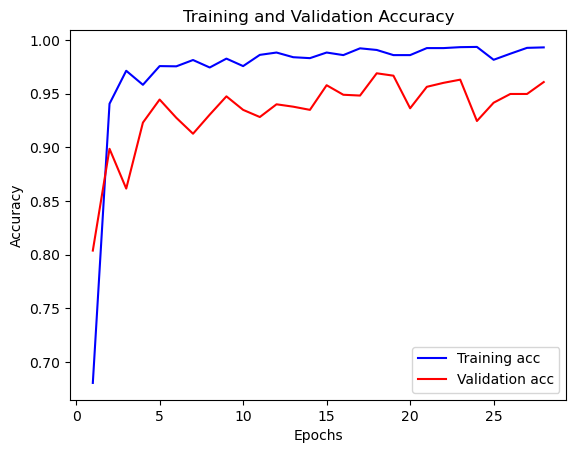 Training and Validation Accuracy
1.00
0.95
0.90
0.85
0.80
0.75
0.70
Accuracy
Training acc
Validation acc
0 5 10 15 20 25
Epochs